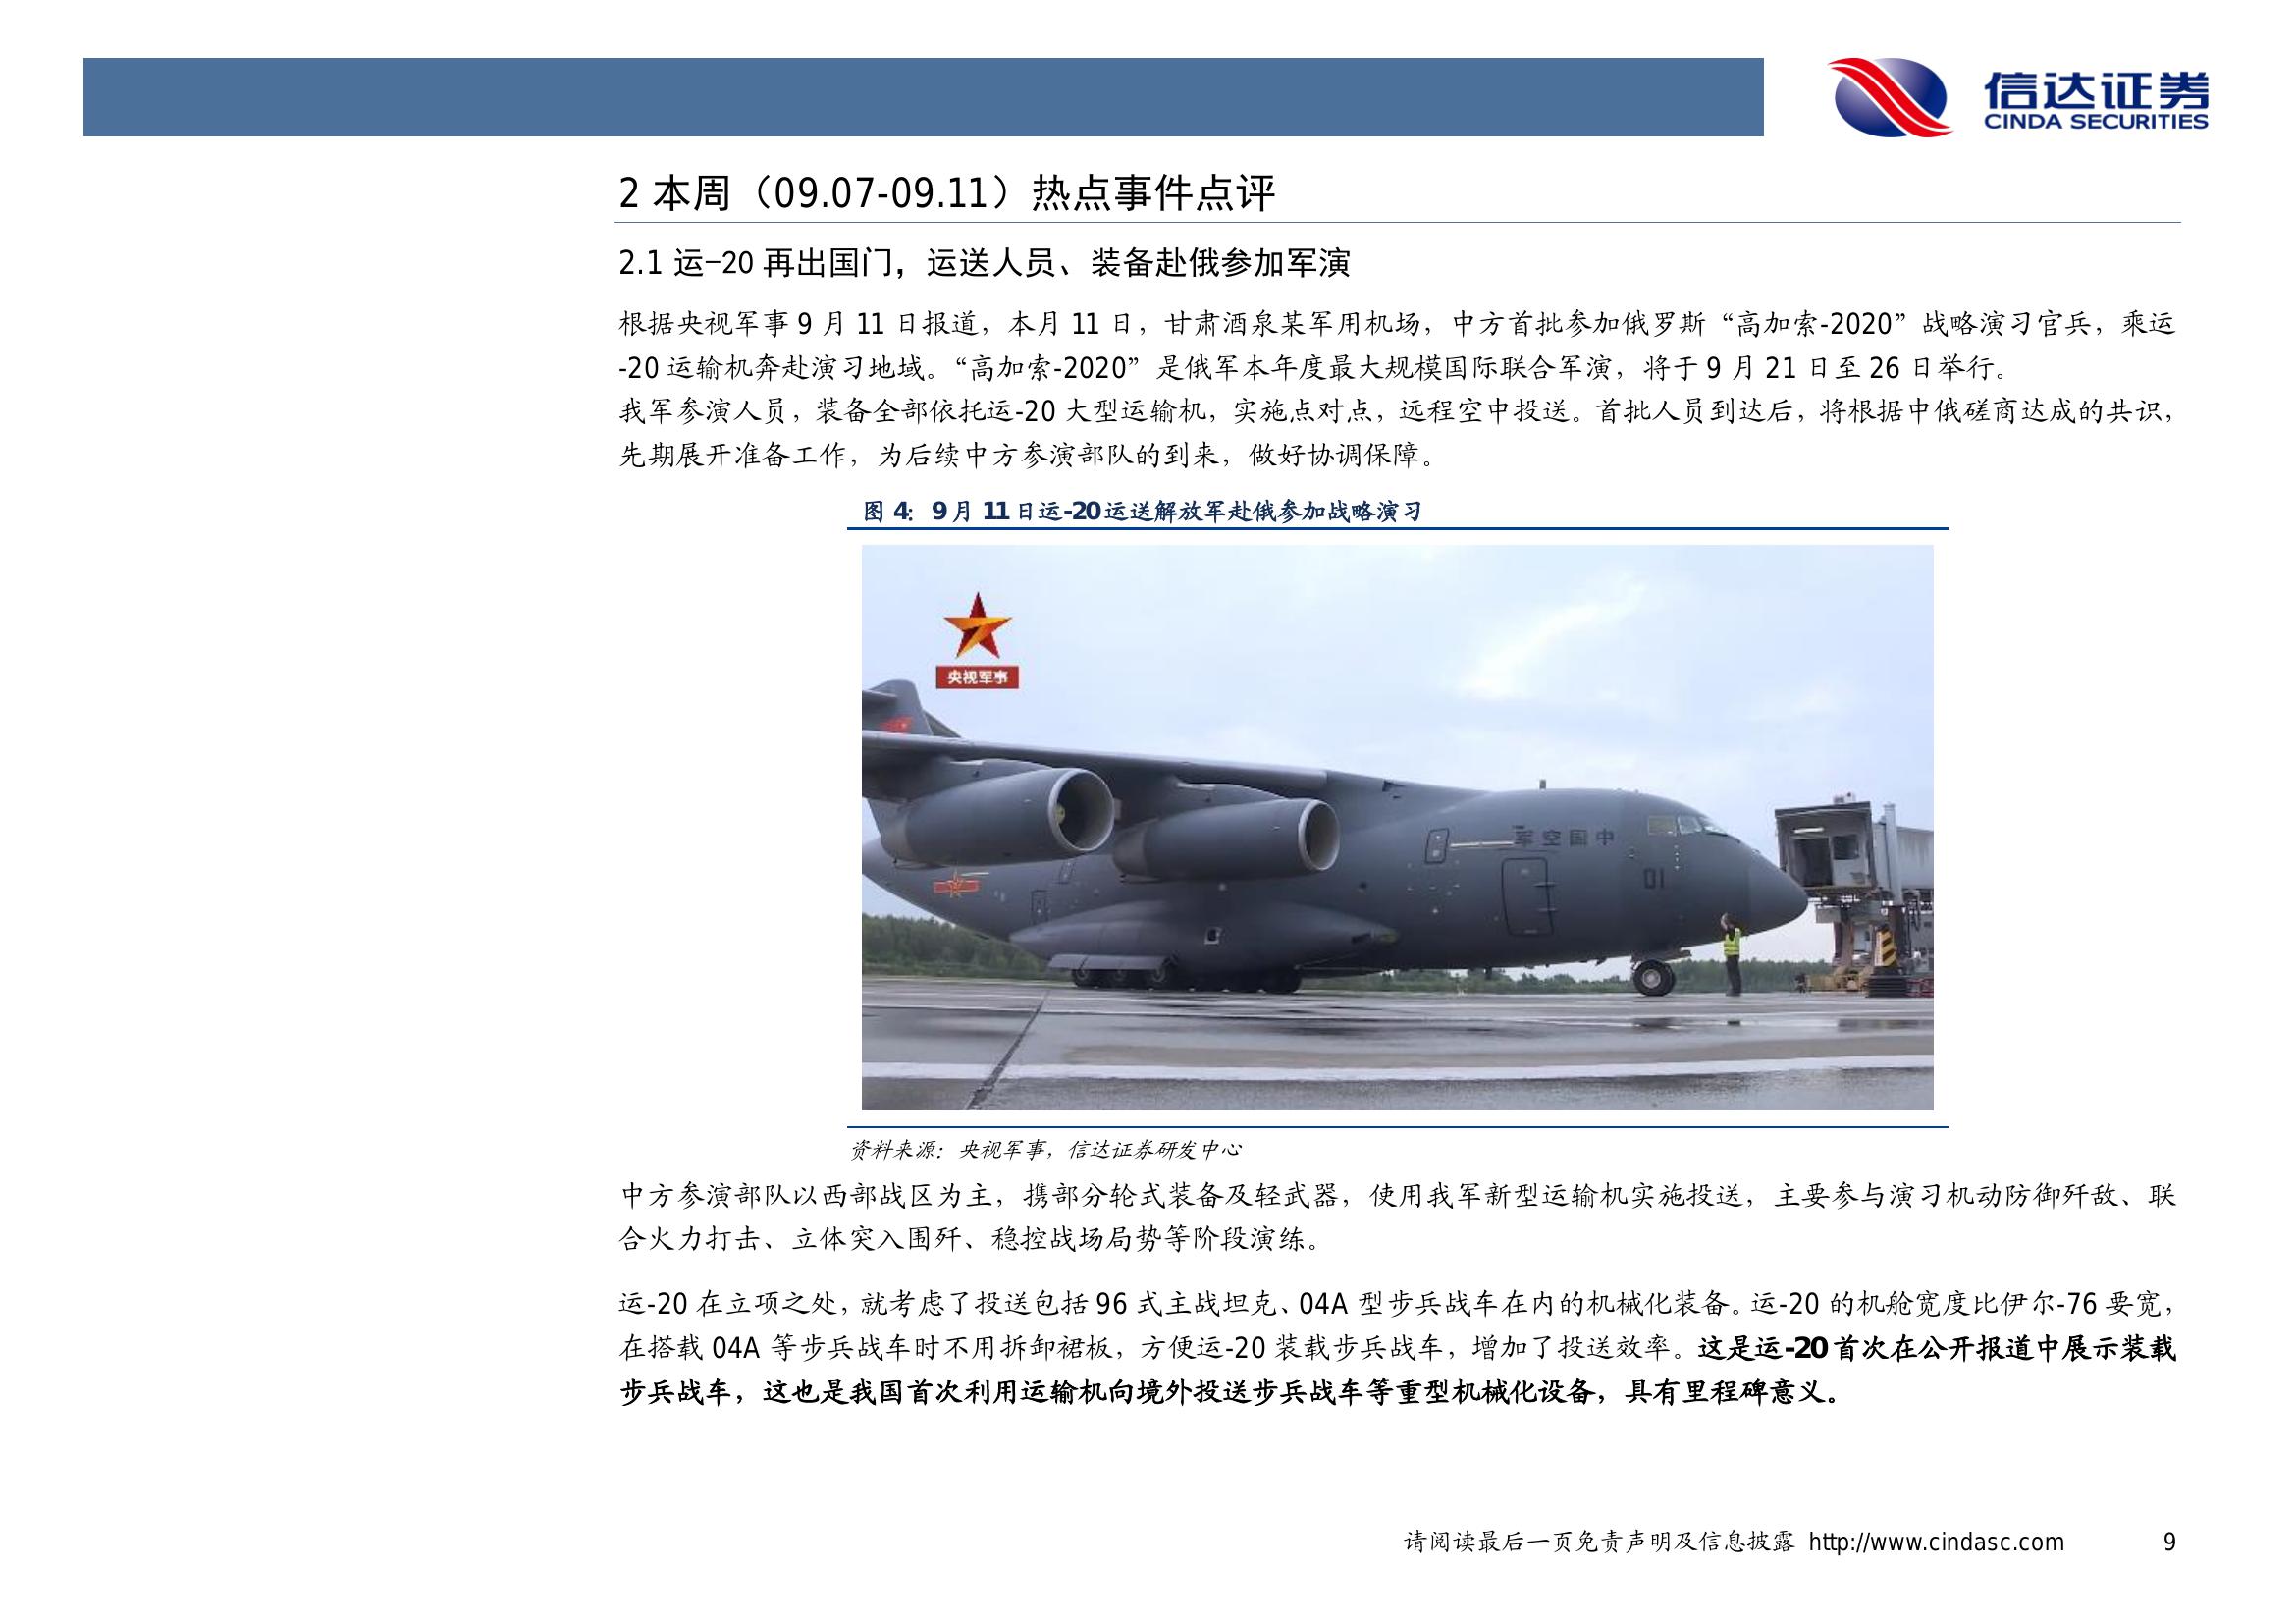 信达证券
CINDA SECURITIES
2 本周（09.07-09.11）热点事件点评
2.1 运-20 再出国门，运送人员、装备赴俄参加军演
根据央视军事 9 月 11 日报道，本月 11 日，甘肃酒泉某军用机场，中方首批参加俄罗斯“高加索-2020”战略演习官兵，乘运
-20 运输机奔赴演习地域。“高加索-2020”是俄军本年度最大规模国际联合军演，将于 9 月 21 日至 26 日举行。
我军参演人员，装备全部依托运-20 大型运输机，实施点对点，远程空中投送。首批人员到达后，将根据中俄磋商达成的共识，
先期展开准备工作，为后续中方参演部队的到来，做好协调保障。
图 4：9 月 11 日运-20 运送解放军赴俄参加战略演习
央视军事
军空国中
01
资料来源：央视军事，信达证券研发中心
中方参演部队以西部战区为主，携部分轮式装备及轻武器，使用我军新型运输机实施投送，主要参与演习机动防御歼敌、联
合火力打击、立体突入围歼、稳控战场局势等阶段演练。
运-20 在立项之处，就考虑了投送包括 96 式主战坦克、04A 型步兵战车在内的机械化装备。运-20 的机舱宽度比伊尔-76 要宽，
在搭载 04A 等步兵战车时不用拆卸裙板，方便运-20 装载步兵战车，增加了投送效率。这是运-20 首次在公开报道中展示装载
步兵战车，这也是我国首次利用运输机向境外投送步兵战车等重型机械化设备，具有里程碑意义。
请阅读最后一页免责声明及信息披露 http://www.cindasc.com 9